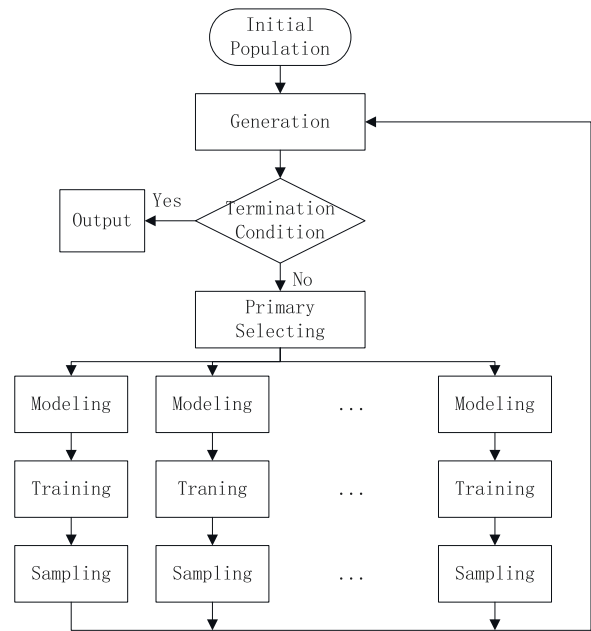 Initial
Population
Generation
Yes
Termination
Output
Condition
No
Primary
Selecting
Modeling Modeling ... Modeling
Training Traning ... Training
Sampling Sampling ... Sampling